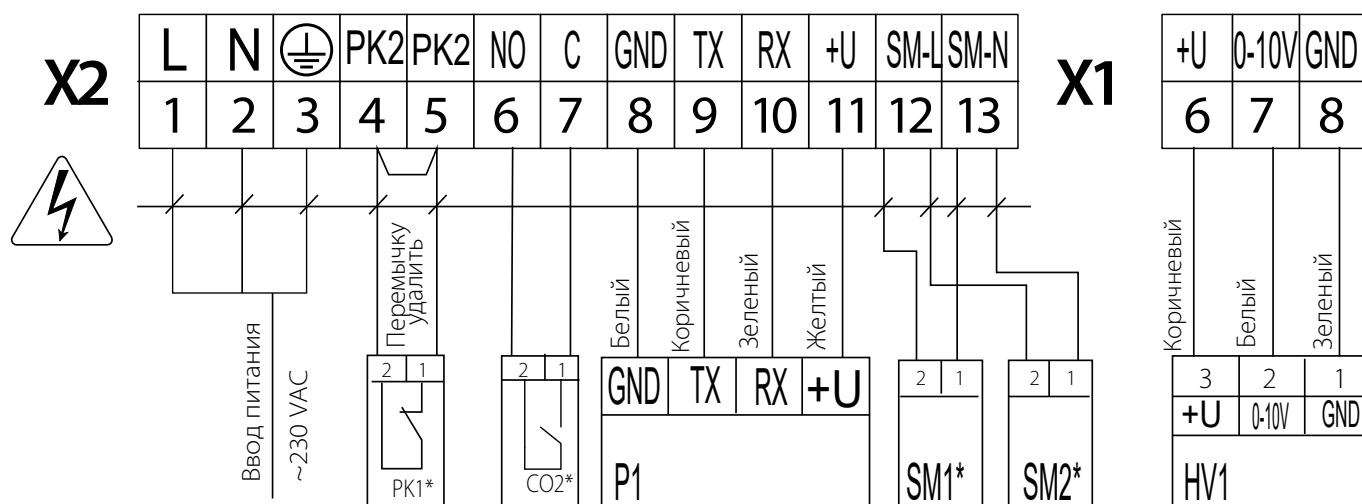 X2
L N PK2 PK2 NO C GND TX RX +U SM-L SM-N
1 2 3 4 5 6 7 8 9 10 11 12 13
X1
+U 0-10V GND
6 7 8
Ввод питания
~230 VAC
Перемычку
удалить
Белый
Коричневый
Зеленый
Желтый
Коричневый
Белый
Зеленый
2 1
PK1*
2 1
CO2*
GND TX RX +U
P1
2 1
SM1*
2 1
SM2*
3 2 1
+U 0-10V GND
HV1